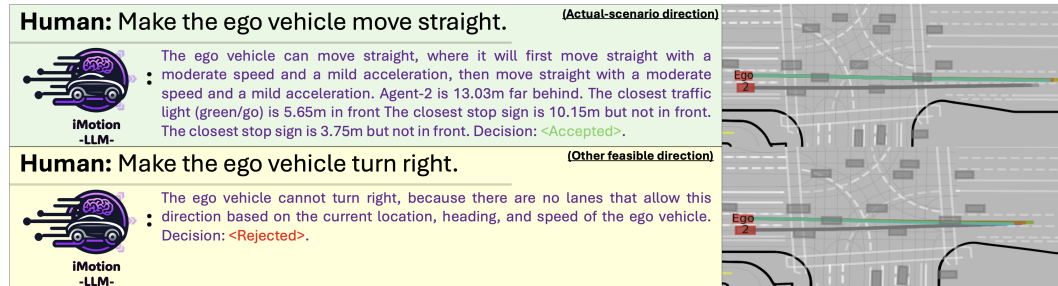 Human: Make the ego vehicle move straight.
(Actual-scenario direction)
The ego vehicle can move straight, where it will first move straight with a
moderate speed and a mild acceleration, then move straight with a moderate
speed and a mild acceleration. Agent-2 is 13.03m far behind. The closest traffic
light (green/go) is 5.65m in front The closest stop sign is 10.15m but not in front.
The closest stop sign is 3.75m but not in front. Decision: <Accepted>.
:
iMotion
-LLM-
Ego
2
Human: Make the ego vehicle turn right.
(Other feasible direction)
The ego vehicle cannot turn right, because there are no lanes that allow this
direction based on the current location, heading, and speed of the ego vehicle.
Decision: <Rejected>.
:
iMotion
-LLM-
Ego
2